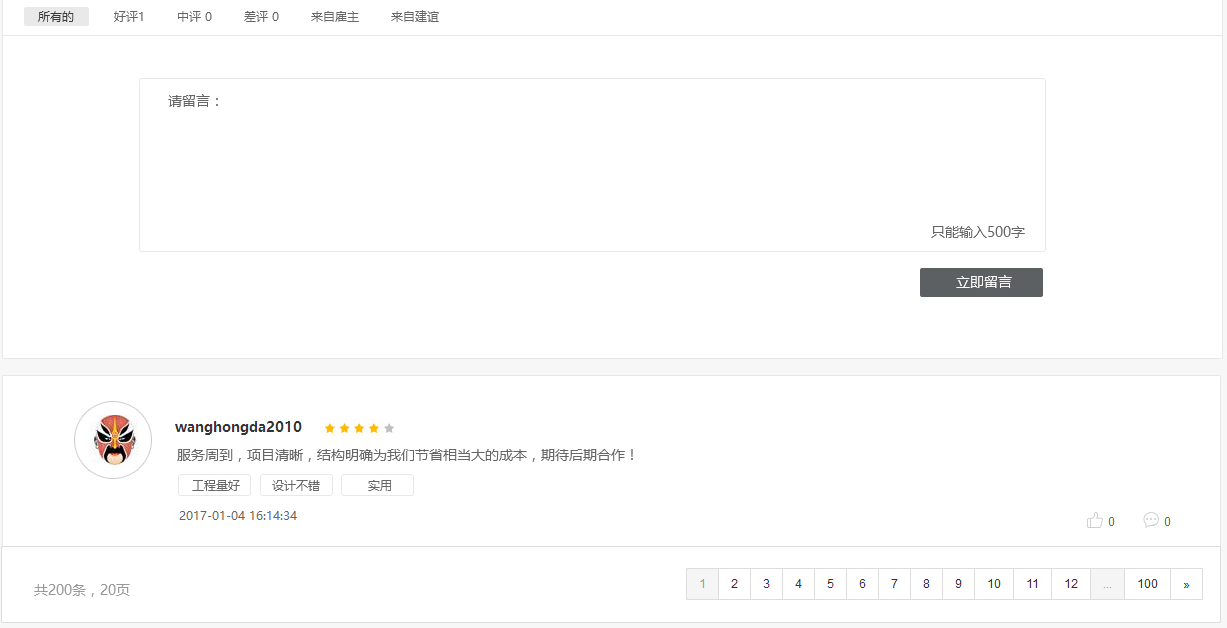 所有的 好评1 中评 0 差评 0 来自雇主 来自建谊
请留言：
只能输入500字
立即留言
wanghongda2010
服务周到，项目清晰，结构明确为我们节省相当大的成本，期待后期合作！
工程量好 设计不错 实用
2017-01-04 16:14:34
0 0
共200条，20页
1 2 3 4 5 6 7 8 9 10 11 12 ... 100 »